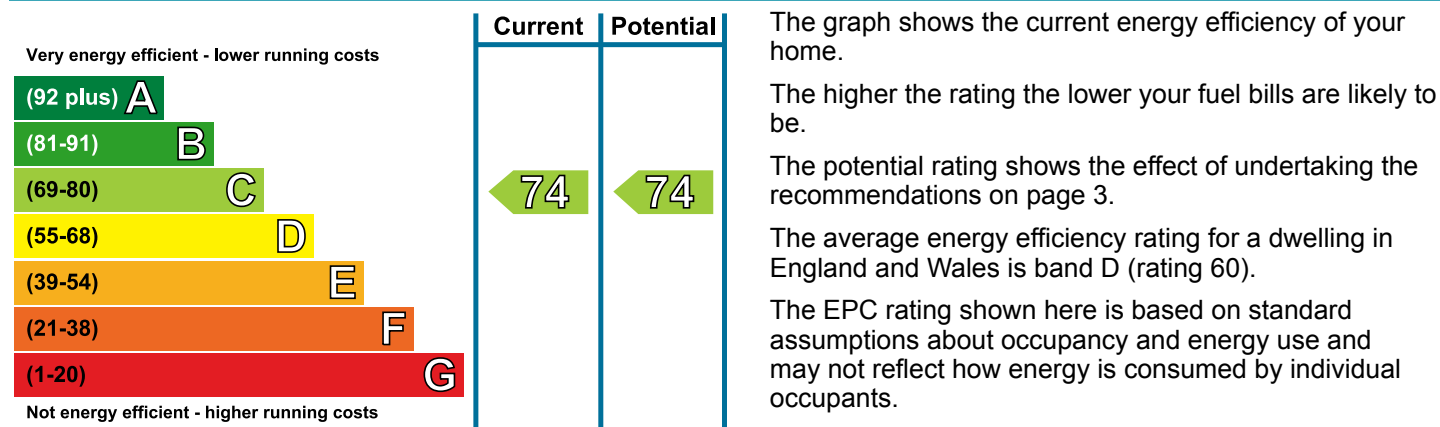 Current Potential
Very energy efficient - lower running costs
(92 plus) A
(81-91) B
(69-80) C
74 74
(55-68) D
(39-54) E
(21-38) F
(1-20) G
Not energy efficient - higher running costs
The graph shows the current energy efficiency of your
home.
The higher the rating the lower your fuel bills are likely to
be.
The potential rating shows the effect of undertaking the
recommendations on page 3.
The average energy efficiency rating for a dwelling in
England and Wales is band D (rating 60).
The EPC rating shown here is based on standard
assumptions about occupancy and energy use and
may not reflect how energy is consumed by individual
occupants.